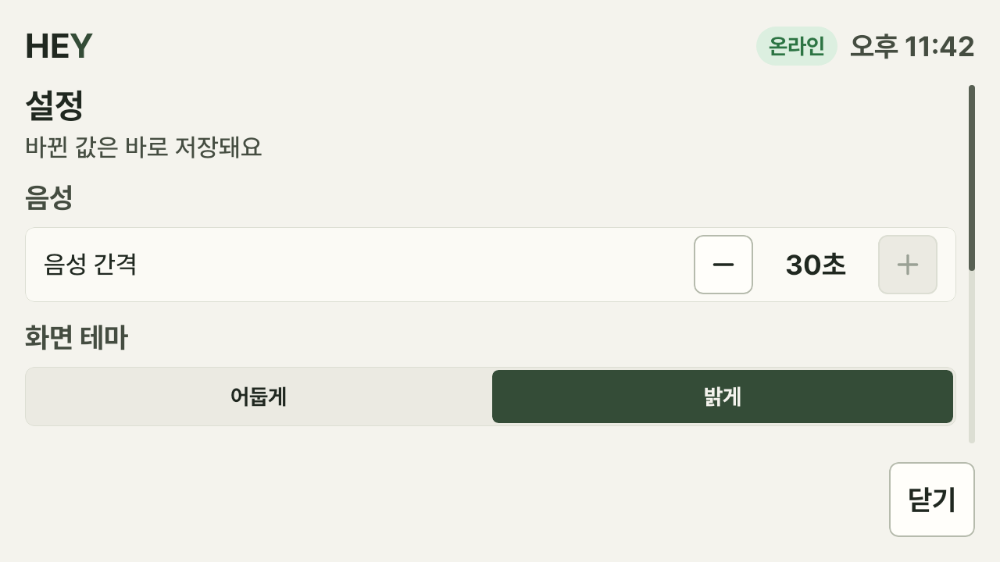 HEY
온라인 오후 11:42
설정
바뀐 값은 바로 저장돼요
음성
음성 간격 − 30초 +
화면 테마
어둡게 밝게
닫기